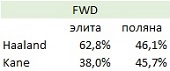 FWD
элита поляна
Haaland 62,8% 46,1%
Kane 38,0% 45,7%